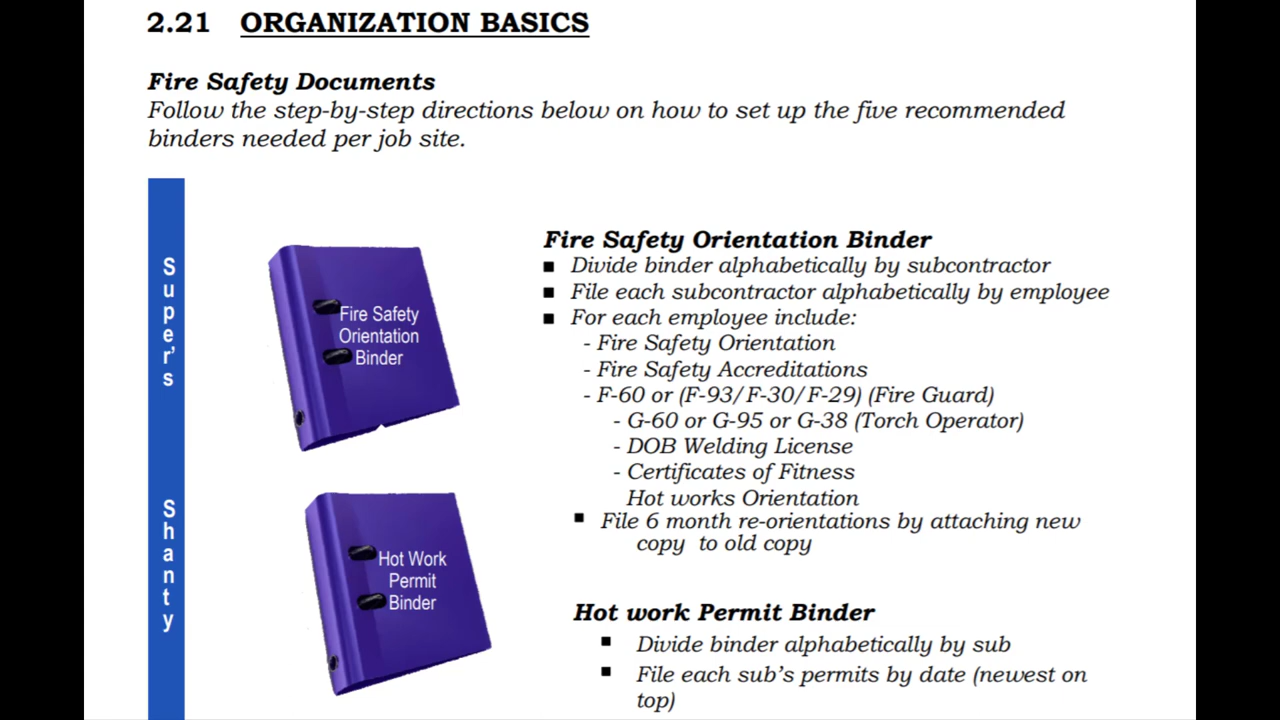 2.21 ORGANIZATION BASICS
Fire Safety Documents
Follow the step-by-step directions below on how to set up the five recommended
binders needed per job site.
Super's
Shanty
Fire Safety
Orientation
Binder
Fire Safety Orientation Binder
■ Divide binder alphabetically by subcontractor
■ File each subcontractor alphabetically by employee
■ For each employee include:
- Fire Safety Orientation
- Fire Safety Accreditations
- F-60 or (F-93/F-30/F-29) (Fire Guard)
- G-60 or G-95 or G-38 (Torch Operator)
- DOB Welding License
- Certificates of Fitness
Hot works Orientation
■ File 6 month re-orientations by attaching new
copy to old copy
Hot Work
Permit
Binder
Hot work Permit Binder
■ Divide binder alphabetically by sub
■ File each sub's permits by date (newest on
top)